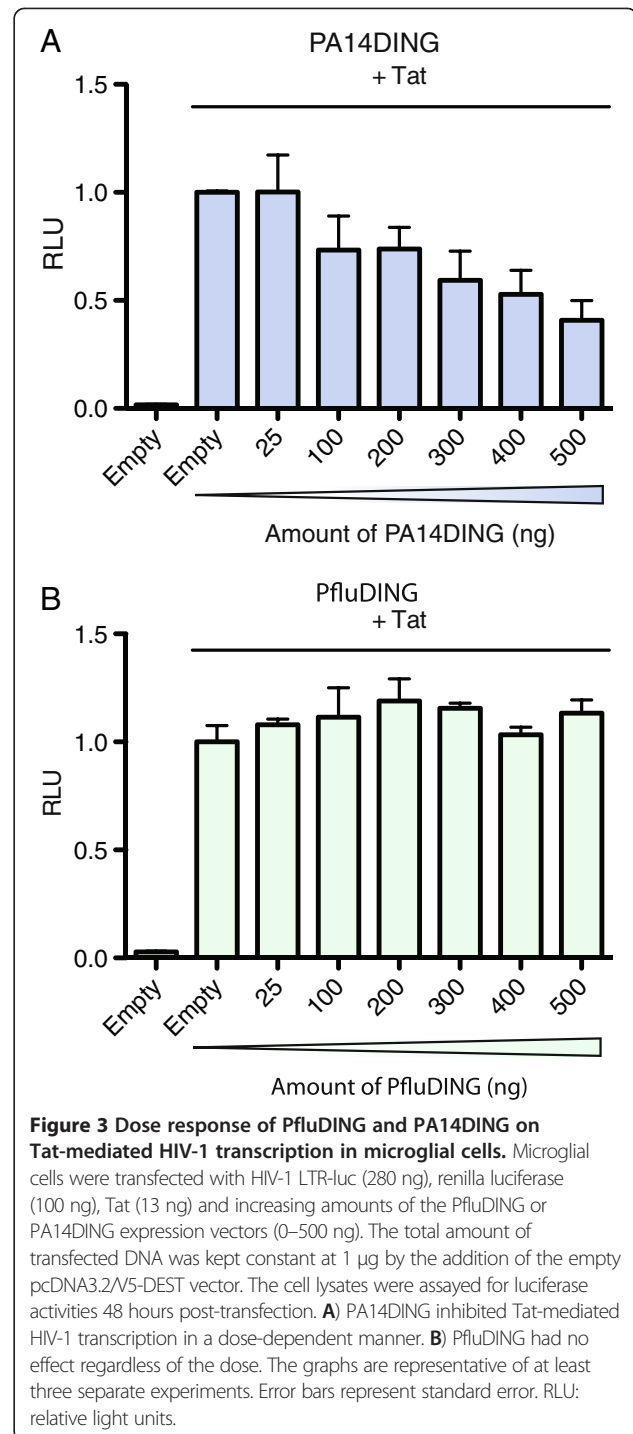 A
PA14DING
+ Tat
1.5
1.0
0.5
0.0
RLU
Empty
Empty
25
100
200
300
400
500
Amount of PA14DING (ng)
B
PfluDING
+ Tat
1.5
1.0
0.5
0.0
RLU
Empty
Empty
25
100
200
300
400
500
Amount of PfluDING (ng)
Figure 3 Dose response of PfluDING and PA14DING on
Tat-mediated HIV-1 transcription in microglial cells. Microglial
cells were transfected with HIV-1 LTR-luc (280 ng), renilla luciferase
(100 ng), Tat (13 ng) and increasing amounts of the PfluDING or
PA14DING expression vectors (0–500 ng). The total amount of
transfected DNA was kept constant at 1 μg by the addition of the empty
pcDNA3.2/V5-DEST vector. The cell lysates were assayed for luciferase
activities 48 hours post-transfection. A) PA14DING inhibited Tat-mediated
HIV-1 transcription in a dose-dependent manner. B) PfluDING had no
effect regardless of the dose. The graphs are representative of at least
three separate experiments. Error bars represent standard error. RLU:
relative light units.